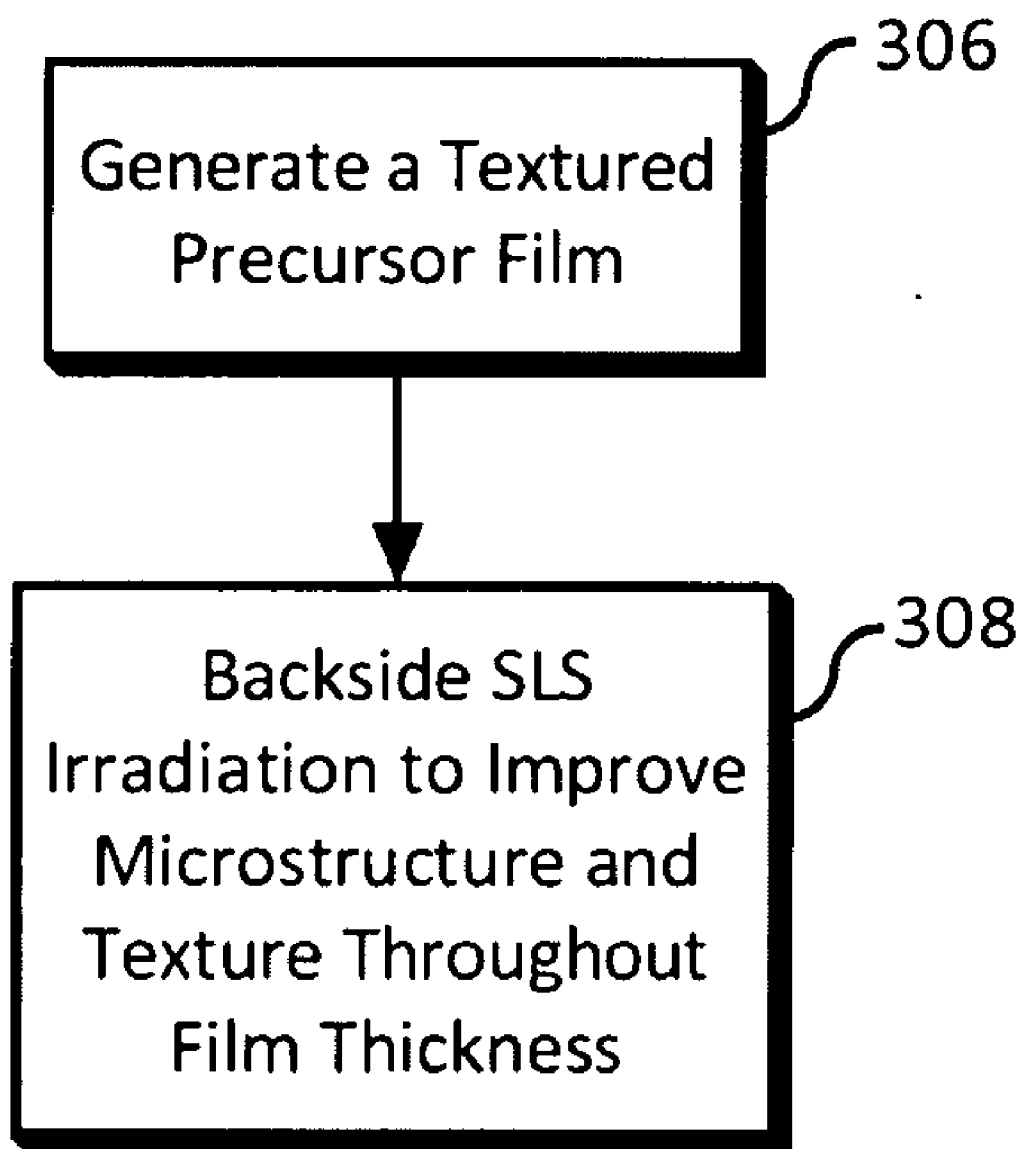 306
Generate a Textured
Precursor Film
308
Backside SLS
Irradiation to Improve
Microstructure and
Texture Throughout
Film Thickness